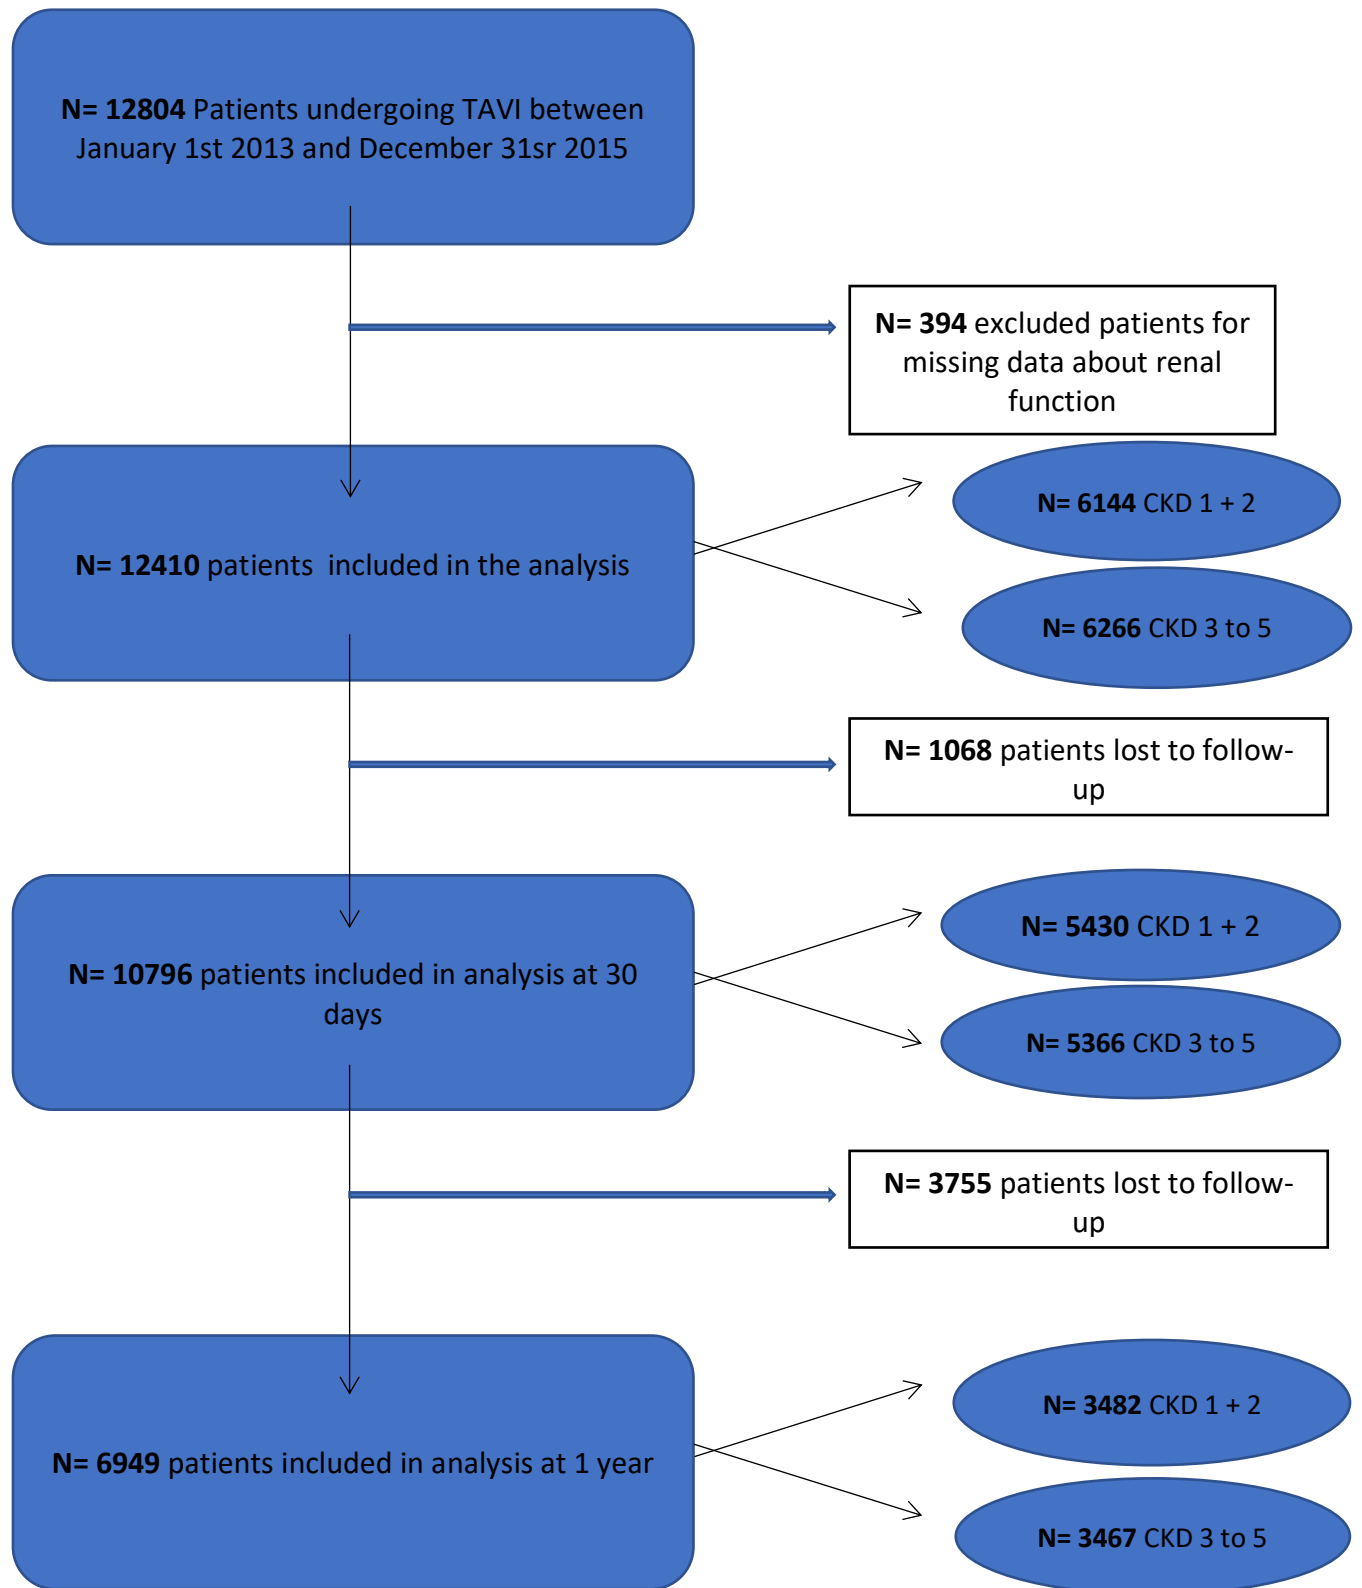 N= 12804 Patients undergoing TAVI between
January 1st 2013 and December 31sr 2015
N= 394 excluded patients for
missing data about renal
function
N= 12410 patients  included in the analysis
N= 6144 CKD 1 + 2
N= 6266 CKD 3 to 5
N= 1068 patients lost to follow-
up
N= 10796 patients included in analysis at 30
days
N= 5430 CKD 1 + 2
N= 5366 CKD 3 to 5
N= 3755 patients lost to follow-
up
N= 6949 patients included in analysis at 1 year
N= 3482 CKD 1 + 2
N= 3467 CKD 3 to 5